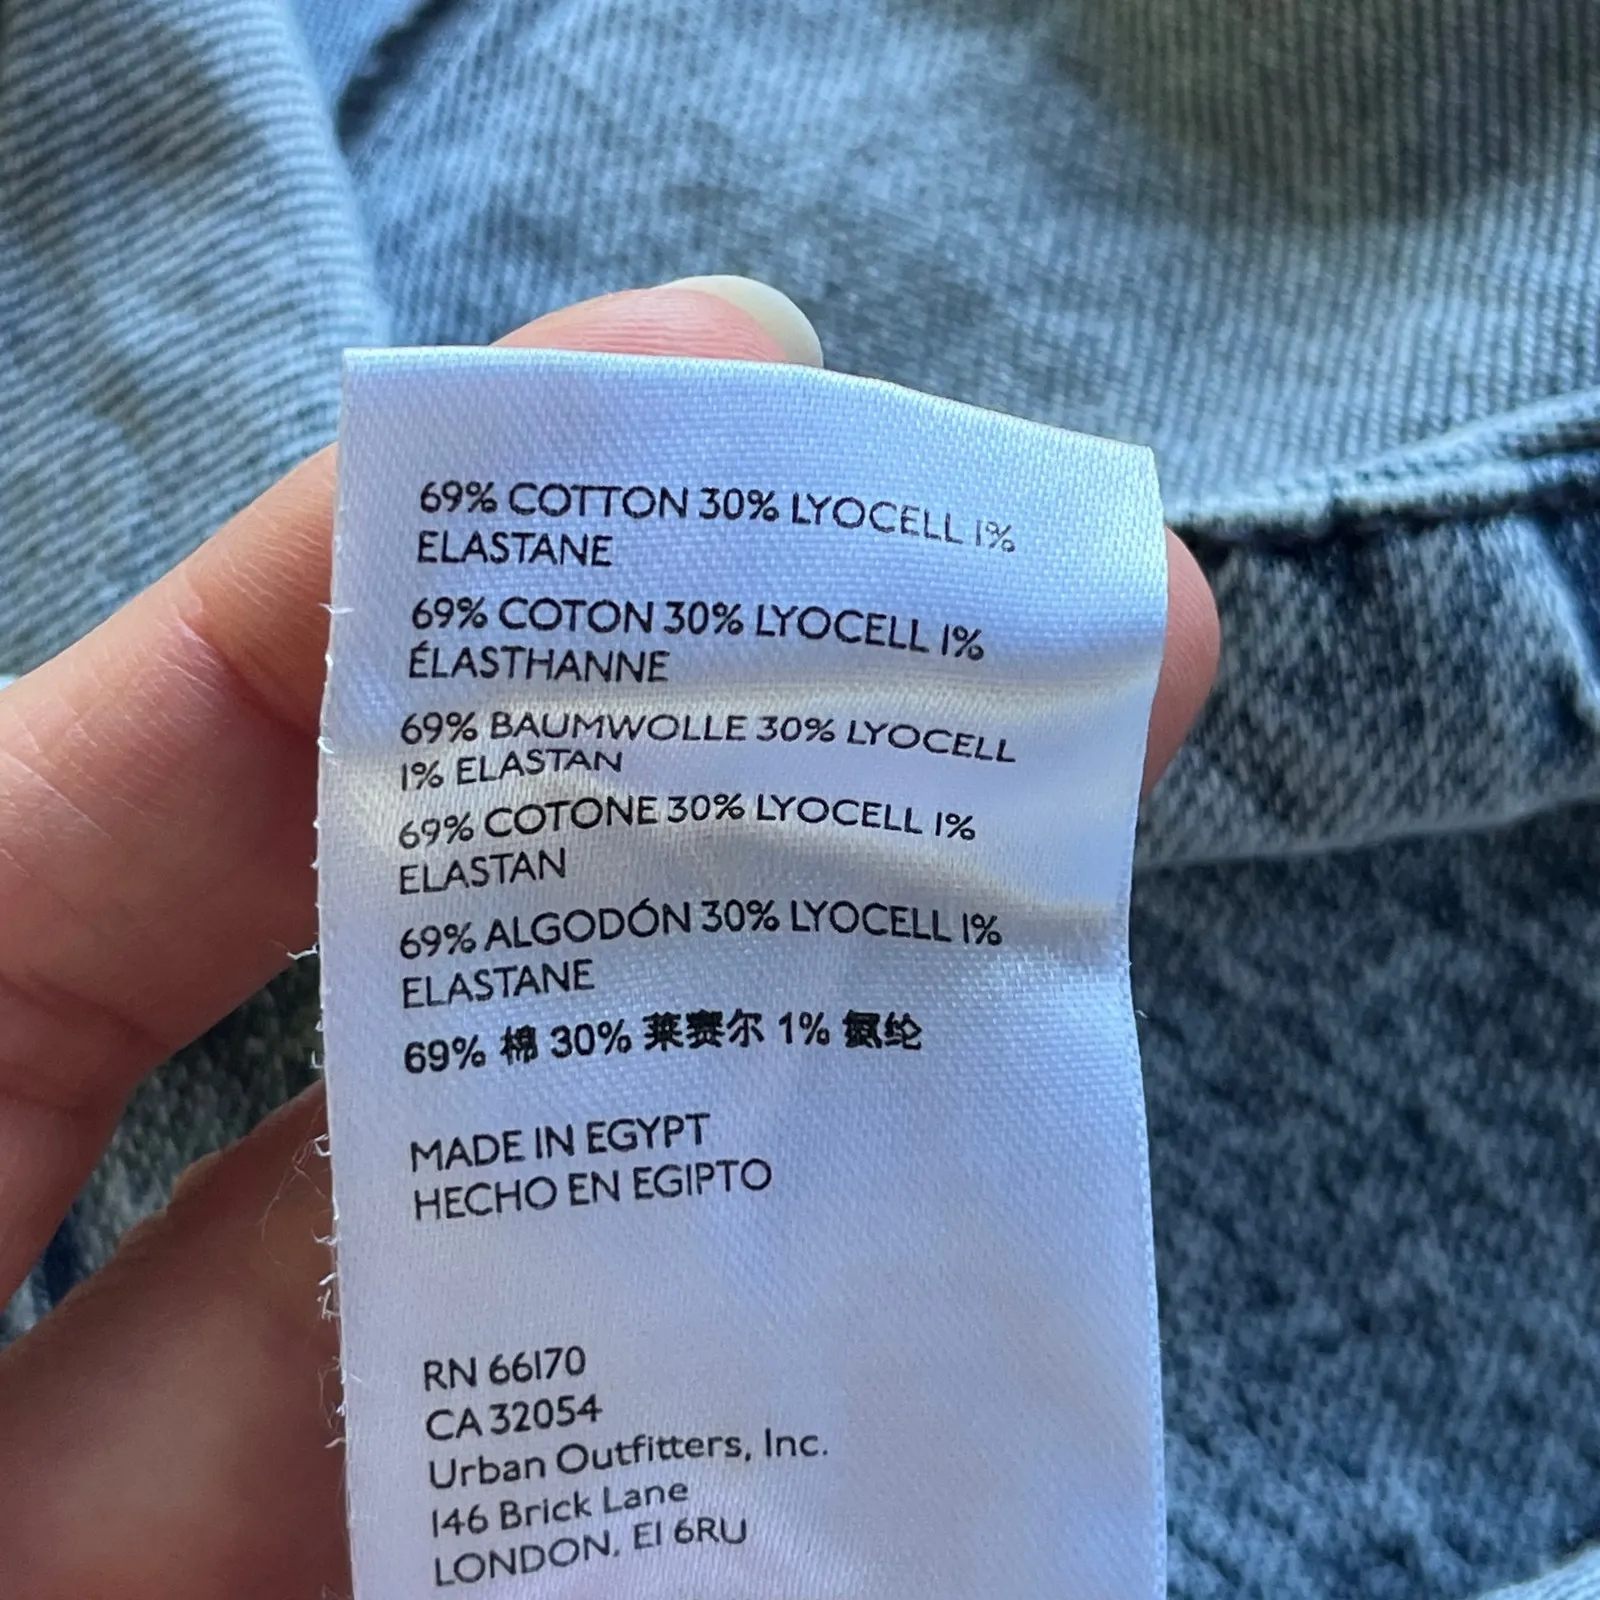 69% COTTON 30% LYOCELL 1%
ELASTANE
69% COTON 30% LYOCELL 1%
ÉLASTHANNE
69% BAUMWOLLE 30% LYOCELL
1% ELASTAN
69% COTONE 30% LYOCELL 1%
ELASTAN
69% ALGODÓN 30% LYOCELL 1%
ELASTANE
69% 棉 30% 莱赛尔 1% 氨纶
MADE IN EGYPT
HECHO EN EGIPTO
RN 66170
CA 32054
Urban Outfitters, Inc.
146 Brick Lane
LONDON. E1 6RU